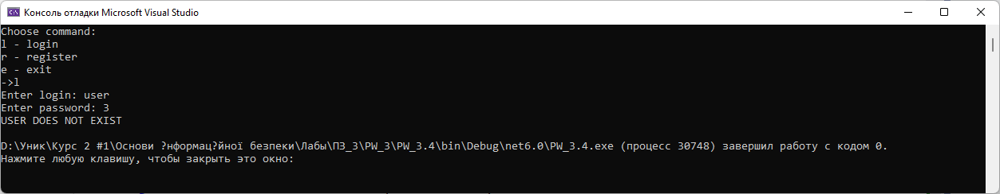 Консоль отладки Microsoft Visual Studio
Choose command:
l - login
r - register
e - exit
->l
Enter login: user
Enter password: 3
USER DOES NOT EXIST
D:\Уник\Курс 2 #1\Основи ?нформац?йної безпеки\Лабы\ПЗ_3\PW_3\PW_3.4\bin\Debug\net6.0\PW_3.4.exe (процесс 30748) завершил работу с кодом 0.
Нажмите любую клавишу, чтобы закрыть это окно: